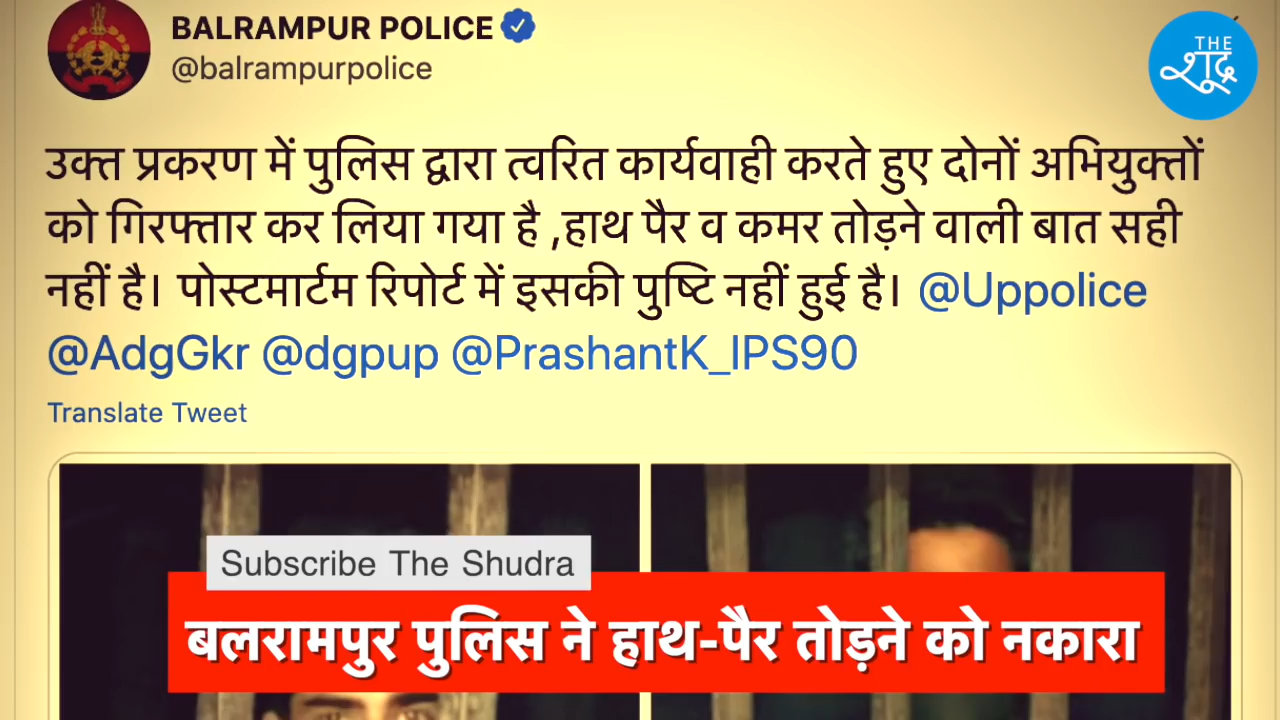 BALRAMPUR POLICE
@balrampurpolice
THE
शूद्र
उक्त प्रकरण में पुलिस द्वारा त्वरित कार्यवाही करते हुए दोनों अभियुक्तों
को गिरफ्तार कर लिया गया है ,हाथ पैर व कमर तोड़ने वाली बात सही
नहीं है। पोस्टमार्टम रिपोर्ट में इसकी पुष्टि नहीं हुई है। @Uppolice
@AdgGkr @dgpup @PrashantK_IPS90
Translate Tweet
Subscribe The Shudra
बलरामपुर पुलिस ने हाथ-पैर तोड़ने को नकारा